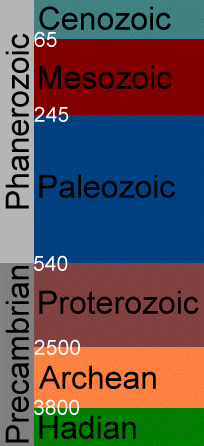 Phanerozoic
Cenozoic
65
Mesozoic
245
Paleozoic
540
Precambrian
Proterozoic
2500
Archean
3800
Hadian